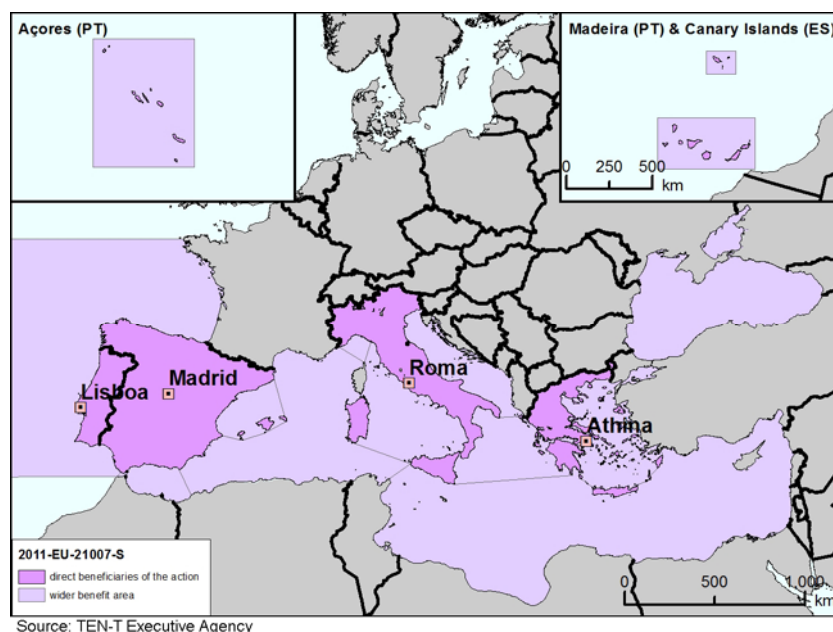 Açores (PT)
Madeira (PT) & Canary Islands (ES)
0 250 500
km
Lisboa
Madrid
Roma
Athina
2011-EU-21007-S
direct beneficiaries of the action
wider benefit area
0 500 1,000
km
Source: TEN-T Executive Agency